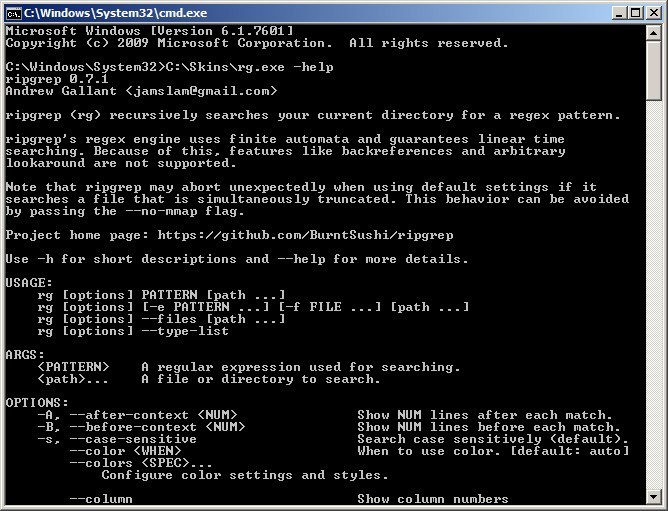 C:\Windows\System32\cmd.exe
Microsoft Windows [Version 6.1.7601]
Copyright (c) 2009 Microsoft Corporation.  All rights reserved.

C:\Windows\System32>C:\Skins\rg.exe -help
ripgrep 0.7.1
Andrew Gallant <jamslam@gmail.com>

ripgrep (rg) recursively searches your current directory for a regex pattern.

ripgrep's regex engine uses finite automata and guarantees linear time
searching. Because of this, features like backreferences and arbitrary
lookaround are not supported.

Note that ripgrep may abort unexpectedly when using default settings if it
searches a file that is simultaneously truncated. This behavior can be avoided
by passing the --no-mmap flag.

Project home page: https://github.com/BurntSushi/ripgrep

Use -h for short descriptions and --help for more details.

USAGE:
    rg [options] PATTERN [path ...]
    rg [options] [-e PATTERN ...] [-f FILE ...] [path ...]
    rg [options] --files [path ...]
    rg [options] --type-list

ARGS:
    <PATTERN>    A regular expression used for searching.
    <path>...    A file or directory to search.

OPTIONS:
    -A, --after-context <NUM>               Show NUM lines after each match.
    -B, --before-context <NUM>              Show NUM lines before each match.
    -s, --case-sensitive                    Search case sensitively (default).
        --color <WHEN>                      When to use color. [default: auto]
        --colors <SPEC>...
            Configure color settings and styles.

        --column                            Show column numbers